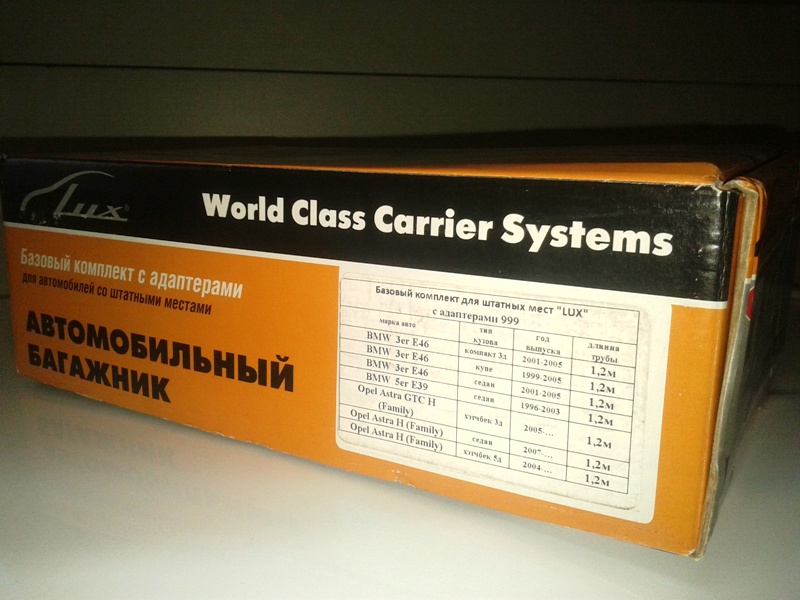 Lux
World Class Carrier Systems
Базовый комплект с адаптерами
для автомобилей со штатными местами
АВТОМОБИЛЬНЫЙ
БАГАЖНИК
Базовый комплект для штатных мест "LUX"
с адаптерами 999
марка авто тип кузова год выпуска длинна трубы
BMW 3er E46 компакт 3д 2001-2005 1,2м
BMW 3er E46 купе 1999-2005 1,2м
BMW 3er E46 седан 2001-2005 1,2м
BMW 5er E39 седан 1996-2003 1,2м
Opel Astra GTC H (Family) хэтчбек 3д 2005.... 1,2м
Opel Astra H (Family) седан 2007.... 1,2м
Opel Astra H (Family) хэтчбек 5д 2004.... 1,2м